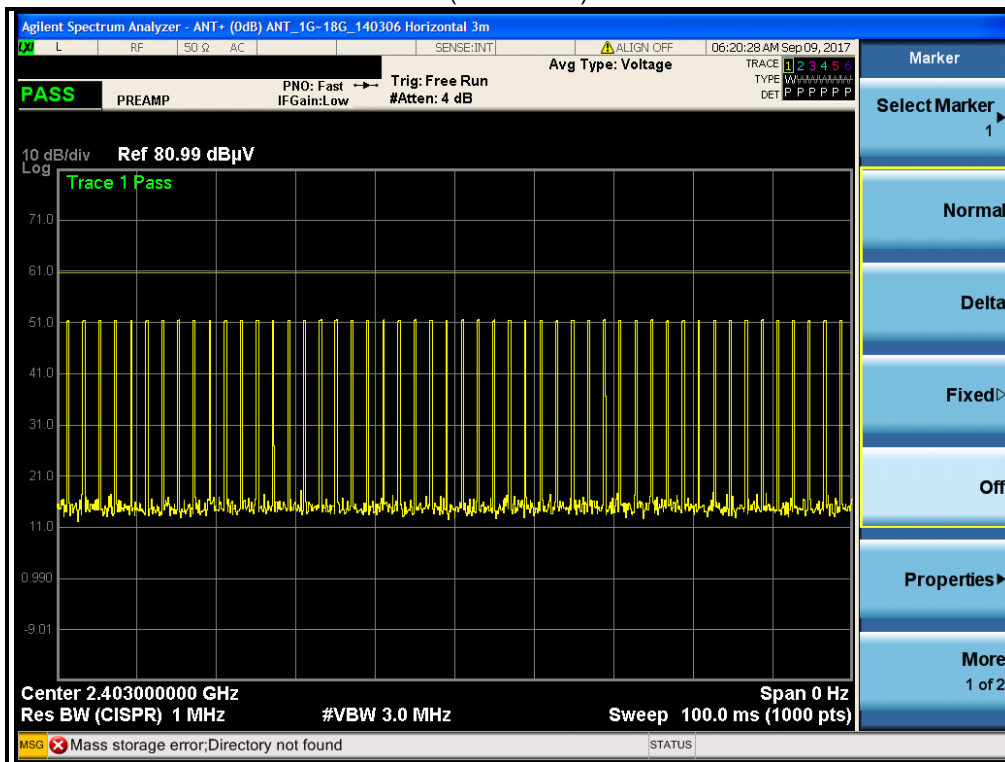 Agilent Spectrum Analyzer - ANT+ (0dB) ANT_1G~18G_140306 Horizontal 3m
LXI L RF 50 Ω AC SENSE:INT ALIGN OFF 06:20:28 AM Sep 09, 2017
Marker
Avg Type: Voltage
TRACE 1 2 3 4 5 6
TYPE
DET P P P P P P
PASS
PREAMP
PNO: Fast
IFGain:Low
Trig: Free Run
#Atten: 4 dB
Select Marker
1
10 dB/div Ref 80.99 dBµV
Log
Trace 1 Pass
71.0
61.0
51.0
41.0
31.0
21.0
11.0
0.990
-9.01
Normal
Delta
Fixed
Off
Properties
More
1 of 2
Center 2.403000000 GHz Span 0 Hz
Res BW (CISPR) 1 MHz #VBW 3.0 MHz Sweep 100.0 ms (1000 pts)
MSG Mass storage error;Directory not found STATUS